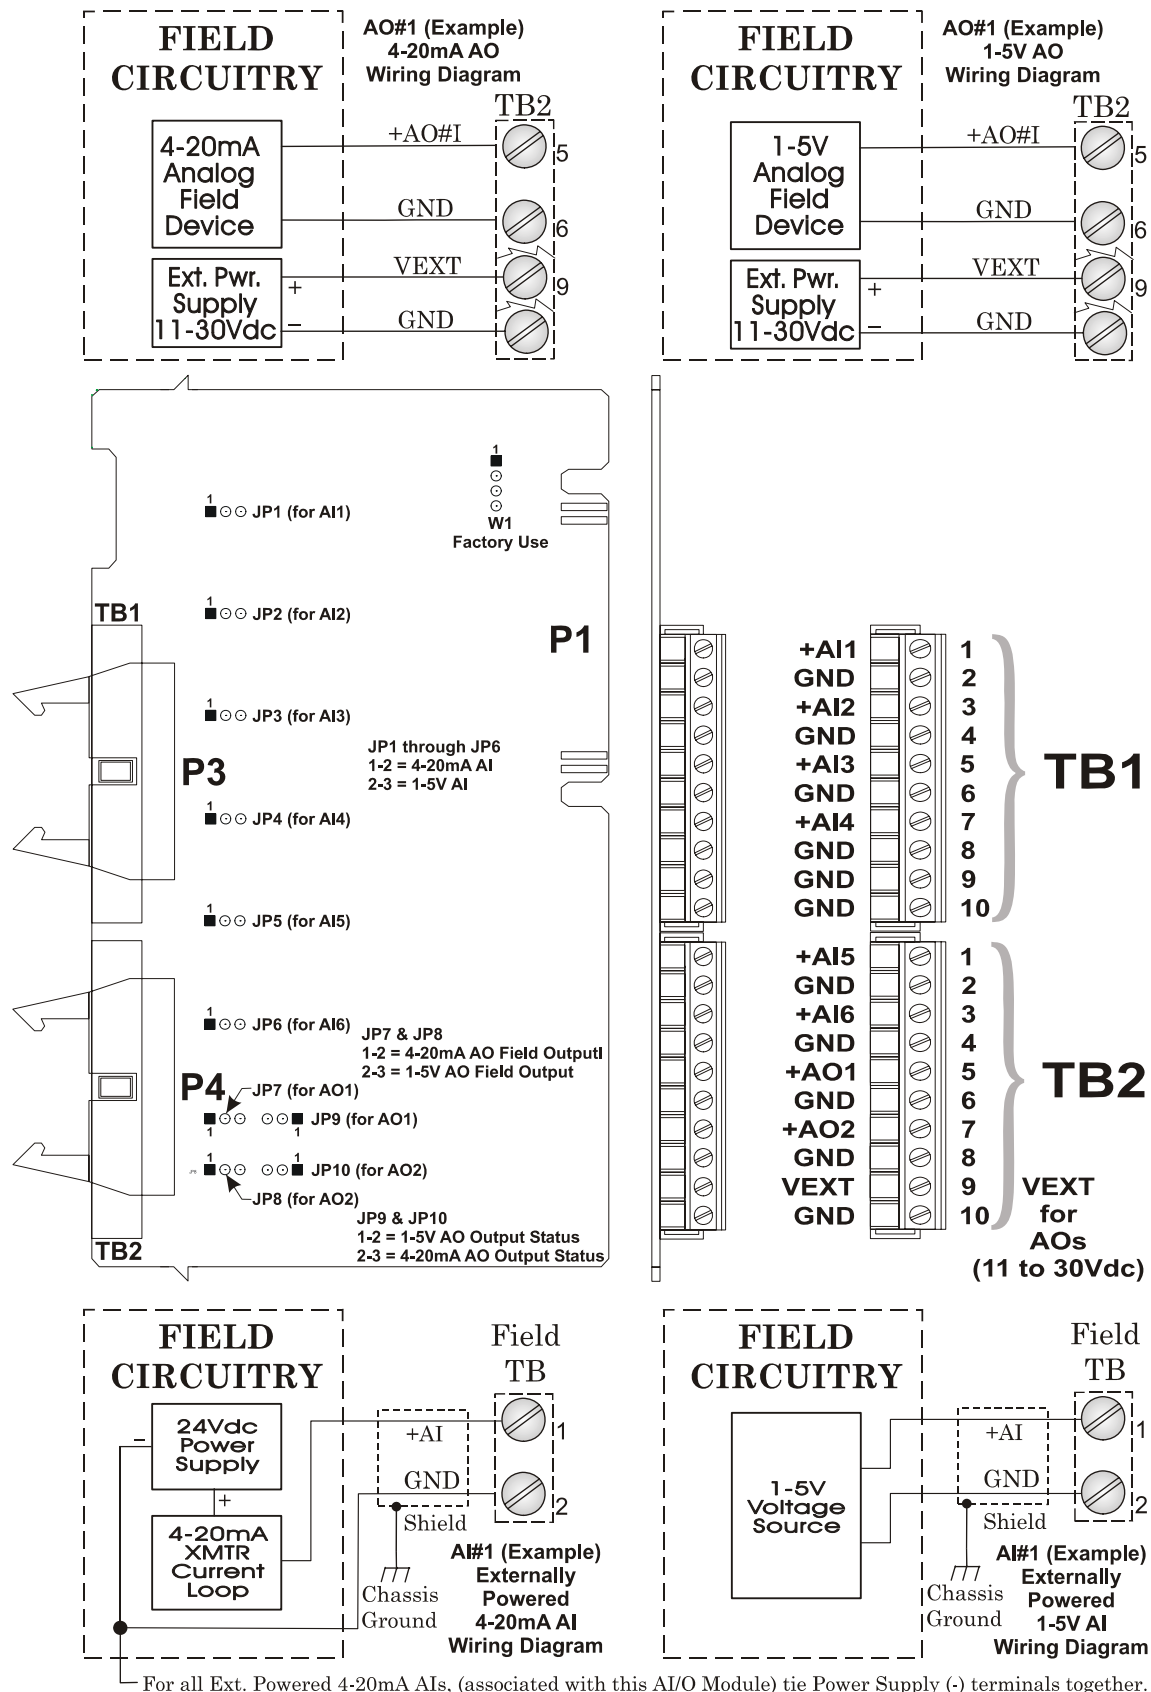 FIELD
CIRCUITRY
AO#1 (Example)
4-20mA AO
Wiring Diagram
TB2
4-20mA
Analog
Field
Device
+AO#I
5
GND
6
Ext. Pwr.
Supply
11-30Vdc
+
VEXT
9
–
GND
FIELD
CIRCUITRY
AO#1 (Example)
1-5V AO
Wiring Diagram
TB2
1-5V
Analog
Field
Device
+AO#I
5
GND
6
Ext. Pwr.
Supply
11-30Vdc
+
VEXT
9
–
GND
1
W1
Factory Use
1
JP1 (for AI1)
1
JP2 (for AI2)
TB1
P1
1
JP3 (for AI3)
JP1 through JP6
1-2 = 4-20mA AI
2-3 = 1-5V AI
P3
1
JP4 (for AI4)
1
JP5 (for AI5)
1
JP6 (for AI6)
JP7 & JP8
1-2 = 4-20mA AO Field Outputl
2-3 = 1-5V AO Field Output
P4
JP7 (for AO1)
JP9 (for AO1)
1
1
1
1
JP10 (for AO2)
JP8 (for AO2)
JP9 & JP10
1-2 = 1-5V AO Output Status
2-3 = 4-20mA AO Output Status
TB2
+AI1 1
GND 2
+AI2 3
GND 4
+AI3 5
GND 6
+AI4 7
GND 8
GND 9
GND 10
TB1
+AI5 1
GND 2
+AI6 3
GND 4
+AO1 5
GND 6
+AO2 7
GND 8
VEXT 9
GND 10
TB2
VEXT
for
AOs
(11 to 30Vdc)
FIELD
CIRCUITRY
Field
TB
24Vdc
Power
Supply
–
+
4-20mA
XMTR
Current
Loop
+AI
1
GND
2
Shield
Chassis
Ground
AI#1 (Example)
Externally
Powered
4-20mA AI
Wiring Diagram
FIELD
CIRCUITRY
Field
TB
1-5V
Voltage
Source
+AI
1
GND
2
Shield
Chassis
Ground
AI#1 (Example)
Externally
Powered
1-5V AI
Wiring Diagram
For all Ext. Powered 4-20mA AIs, (associated with this AI/O Module) tie Power Supply (-) terminals together.